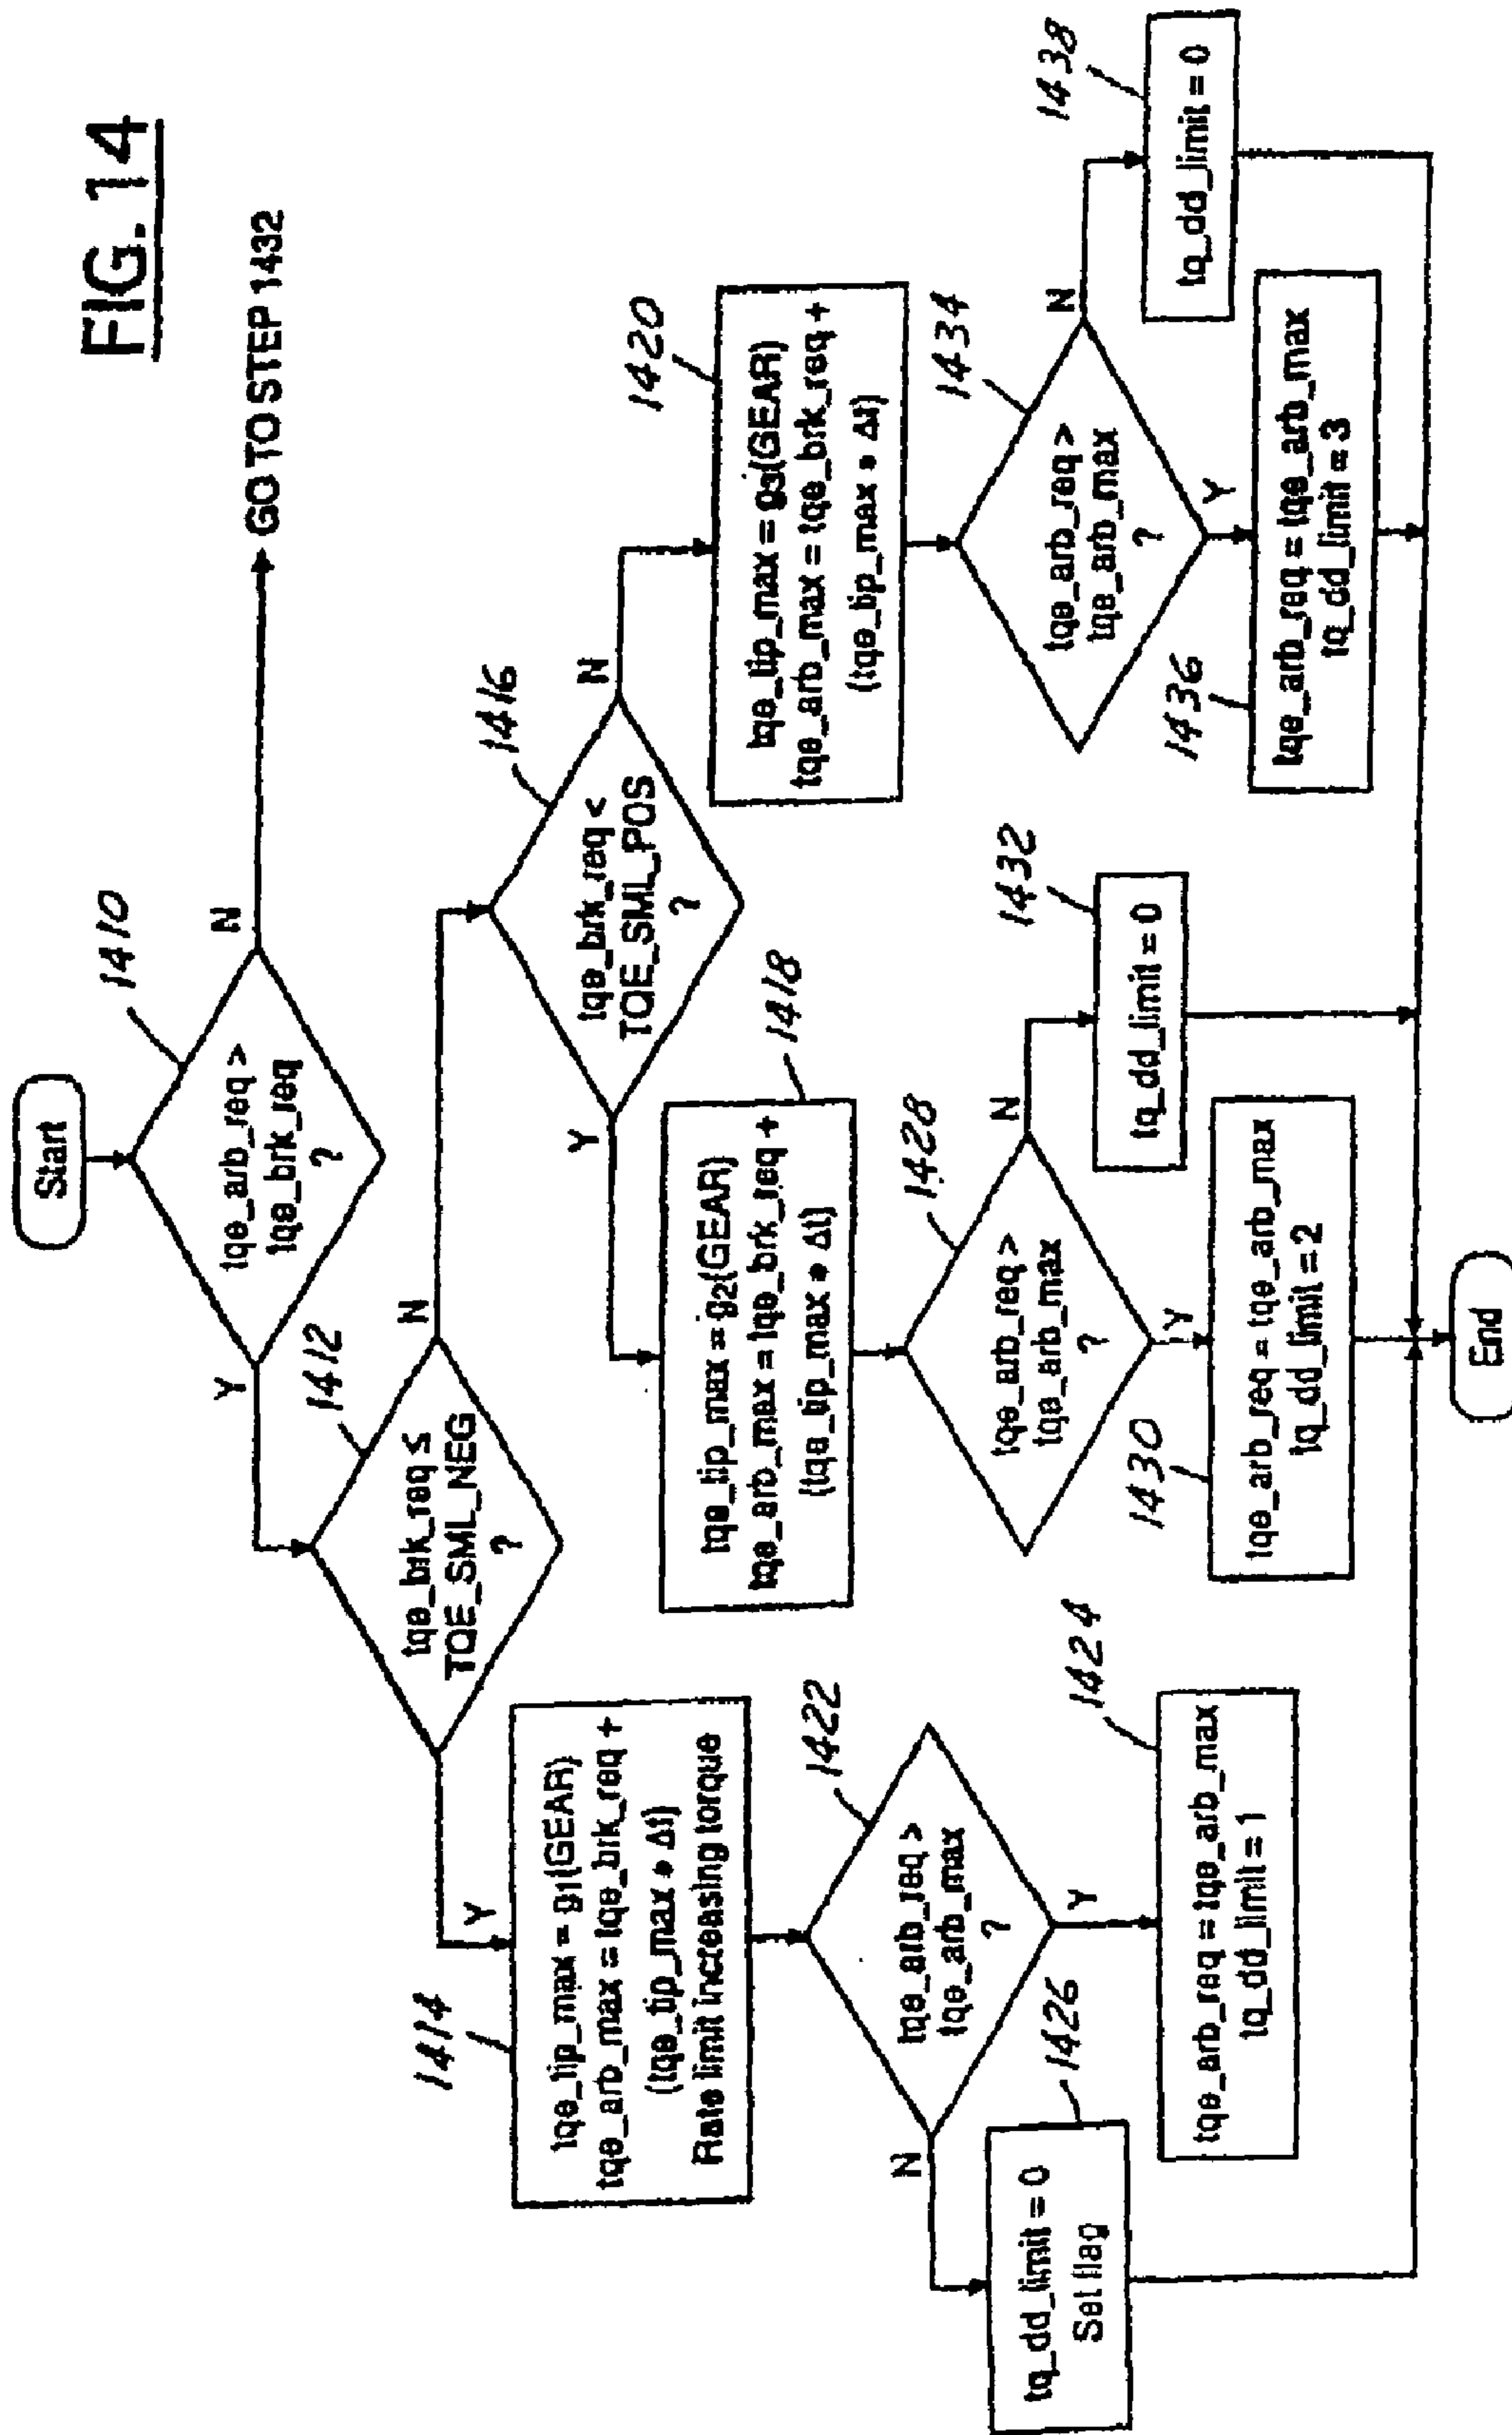 FIG. 14
Start
1410
tqe_arb_req >
tqe_brk_req
?
Y
N
GO TO STEP 1432
1412
tqe_brk_req ≤
TQE_SML_NEG
?
Y
N
1414
tqe_tip_max = g1(GEAR)
tqe_arb_max = tqe_brk_req +
(tqe_tip_max * Δt)
Rate limit increasing torque
1416
tqe_brk_req <
TQE_SML_POS
?
Y
N
1418
tqe_tip_max = g2(GEAR)
tqe_arb_max = tqe_brk_req +
(tqe_tip_max * Δt)
1420
tqe_tip_max = g3(GEAR)
tqe_arb_max = tqe_brk_req +
(tqe_tip_max * Δt)
1422
tqe_arb_req >
tqe_arb_max
?
N
Y
1428
tqe_arb_req >
tqe_arb_max
?
Y
N
1434
tqe_arb_req >
tqe_arb_max
?
Y
N
1426
tq_dd_limit = 0
Set flag
1424
tqe_arb_req = tqe_arb_max
tq_dd_limit = 1
1430
tqe_arb_req = tqe_arb_max
tq_dd_limit = 2
1432
tq_dd_limit = 0
1436
tqe_arb_req = tqe_arb_max
tq_dd_limit = 3
1438
tq_dd_limit = 0
End